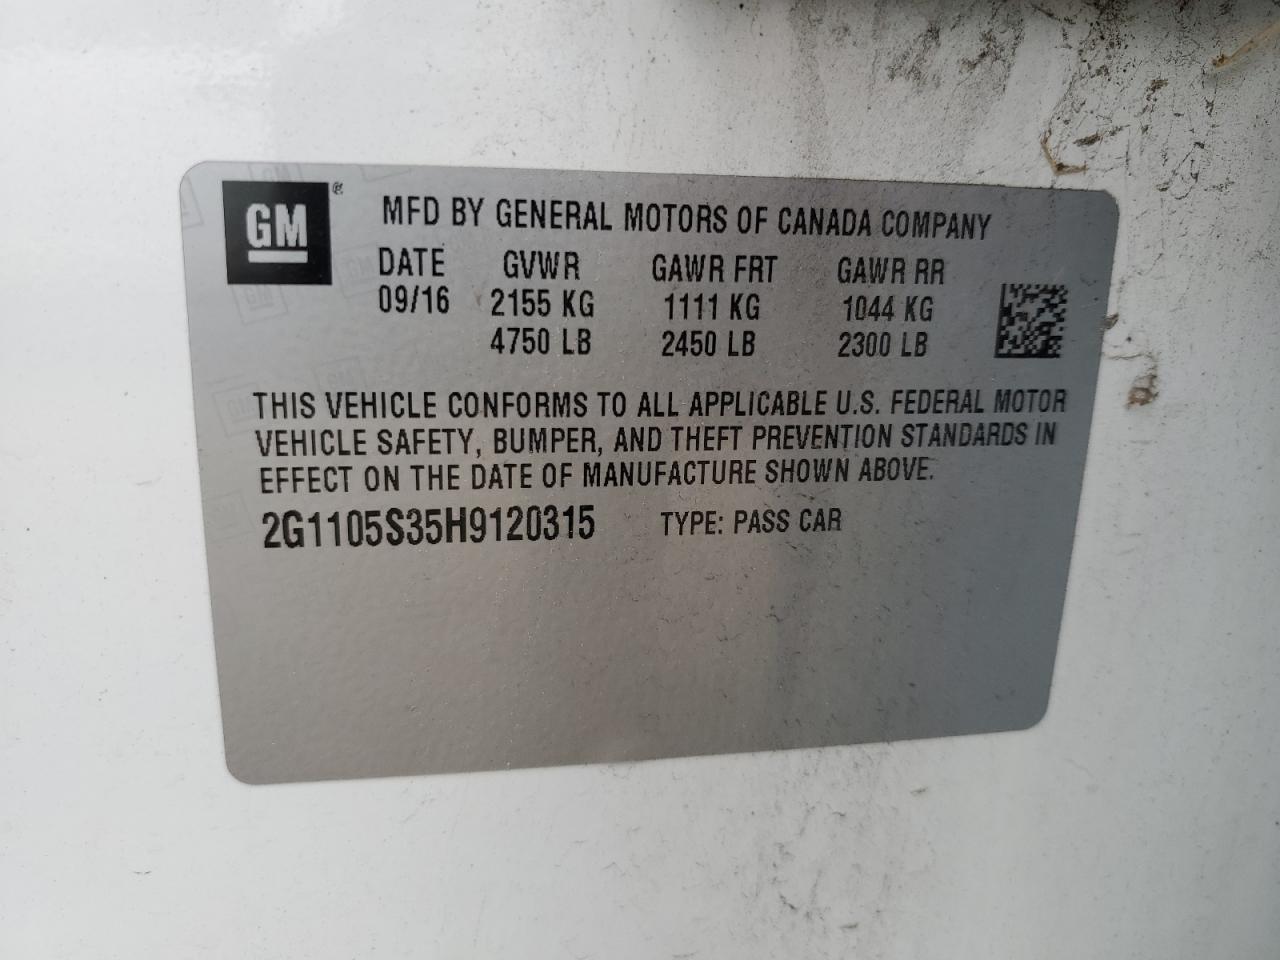 GM ®
MFD BY GENERAL MOTORS OF CANADA COMPANY
DATE GVWR GAWR FRT GAWR RR
09/16 2155 KG 1111 KG 1044 KG
4750 LB 2450 LB 2300 LB
THIS VEHICLE CONFORMS TO ALL APPLICABLE U.S. FEDERAL MOTOR
VEHICLE SAFETY, BUMPER, AND THEFT PREVENTION STANDARDS IN
EFFECT ON THE DATE OF MANUFACTURE SHOWN ABOVE.
2G1105S35H9120315 TYPE: PASS CAR